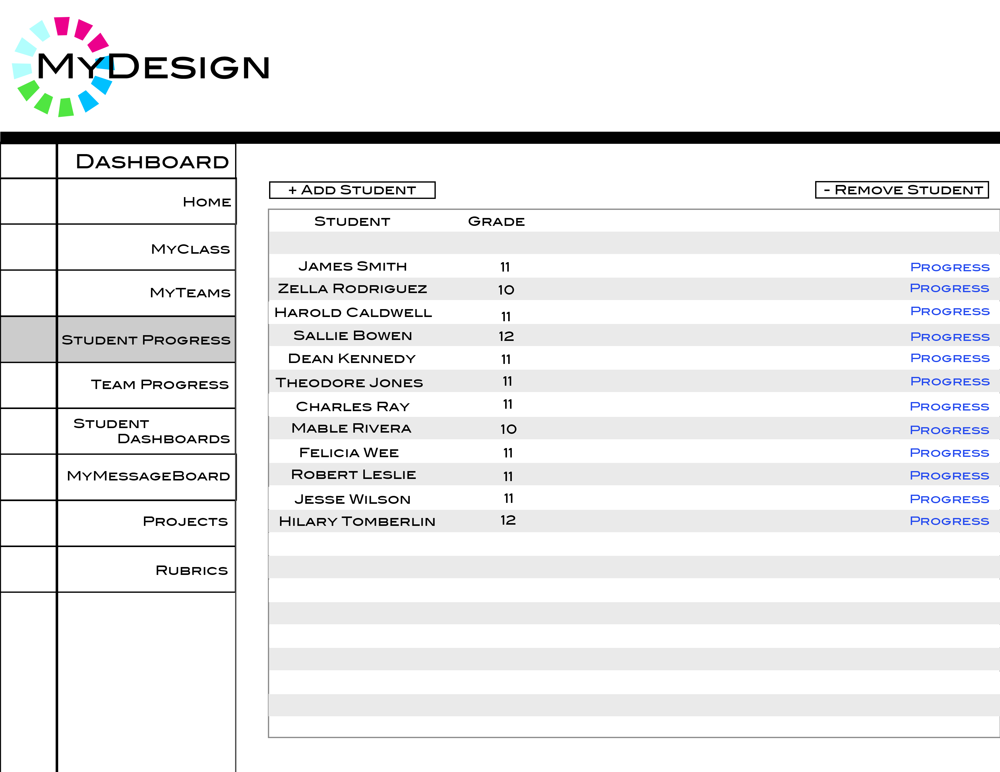 MyDesign
Dashboard
Home
MyClass
MyTeams
Student Progress
Team Progress
Student
Dashboards
MyMessageBoard
Projects
Rubrics
+ Add Student
- Remove Student
Student Grade
James Smith 11 Progress
Zella Rodriguez 10 Progress
Harold Caldwell 11 Progress
Sallie Bowen 12 Progress
Dean Kennedy 11 Progress
Theodore Jones 11 Progress
Charles Ray 11 Progress
Mable Rivera 10 Progress
Felicia Wee 11 Progress
Robert Leslie 11 Progress
Jesse Wilson 11 Progress
Hilary Tomberlin 12 Progress